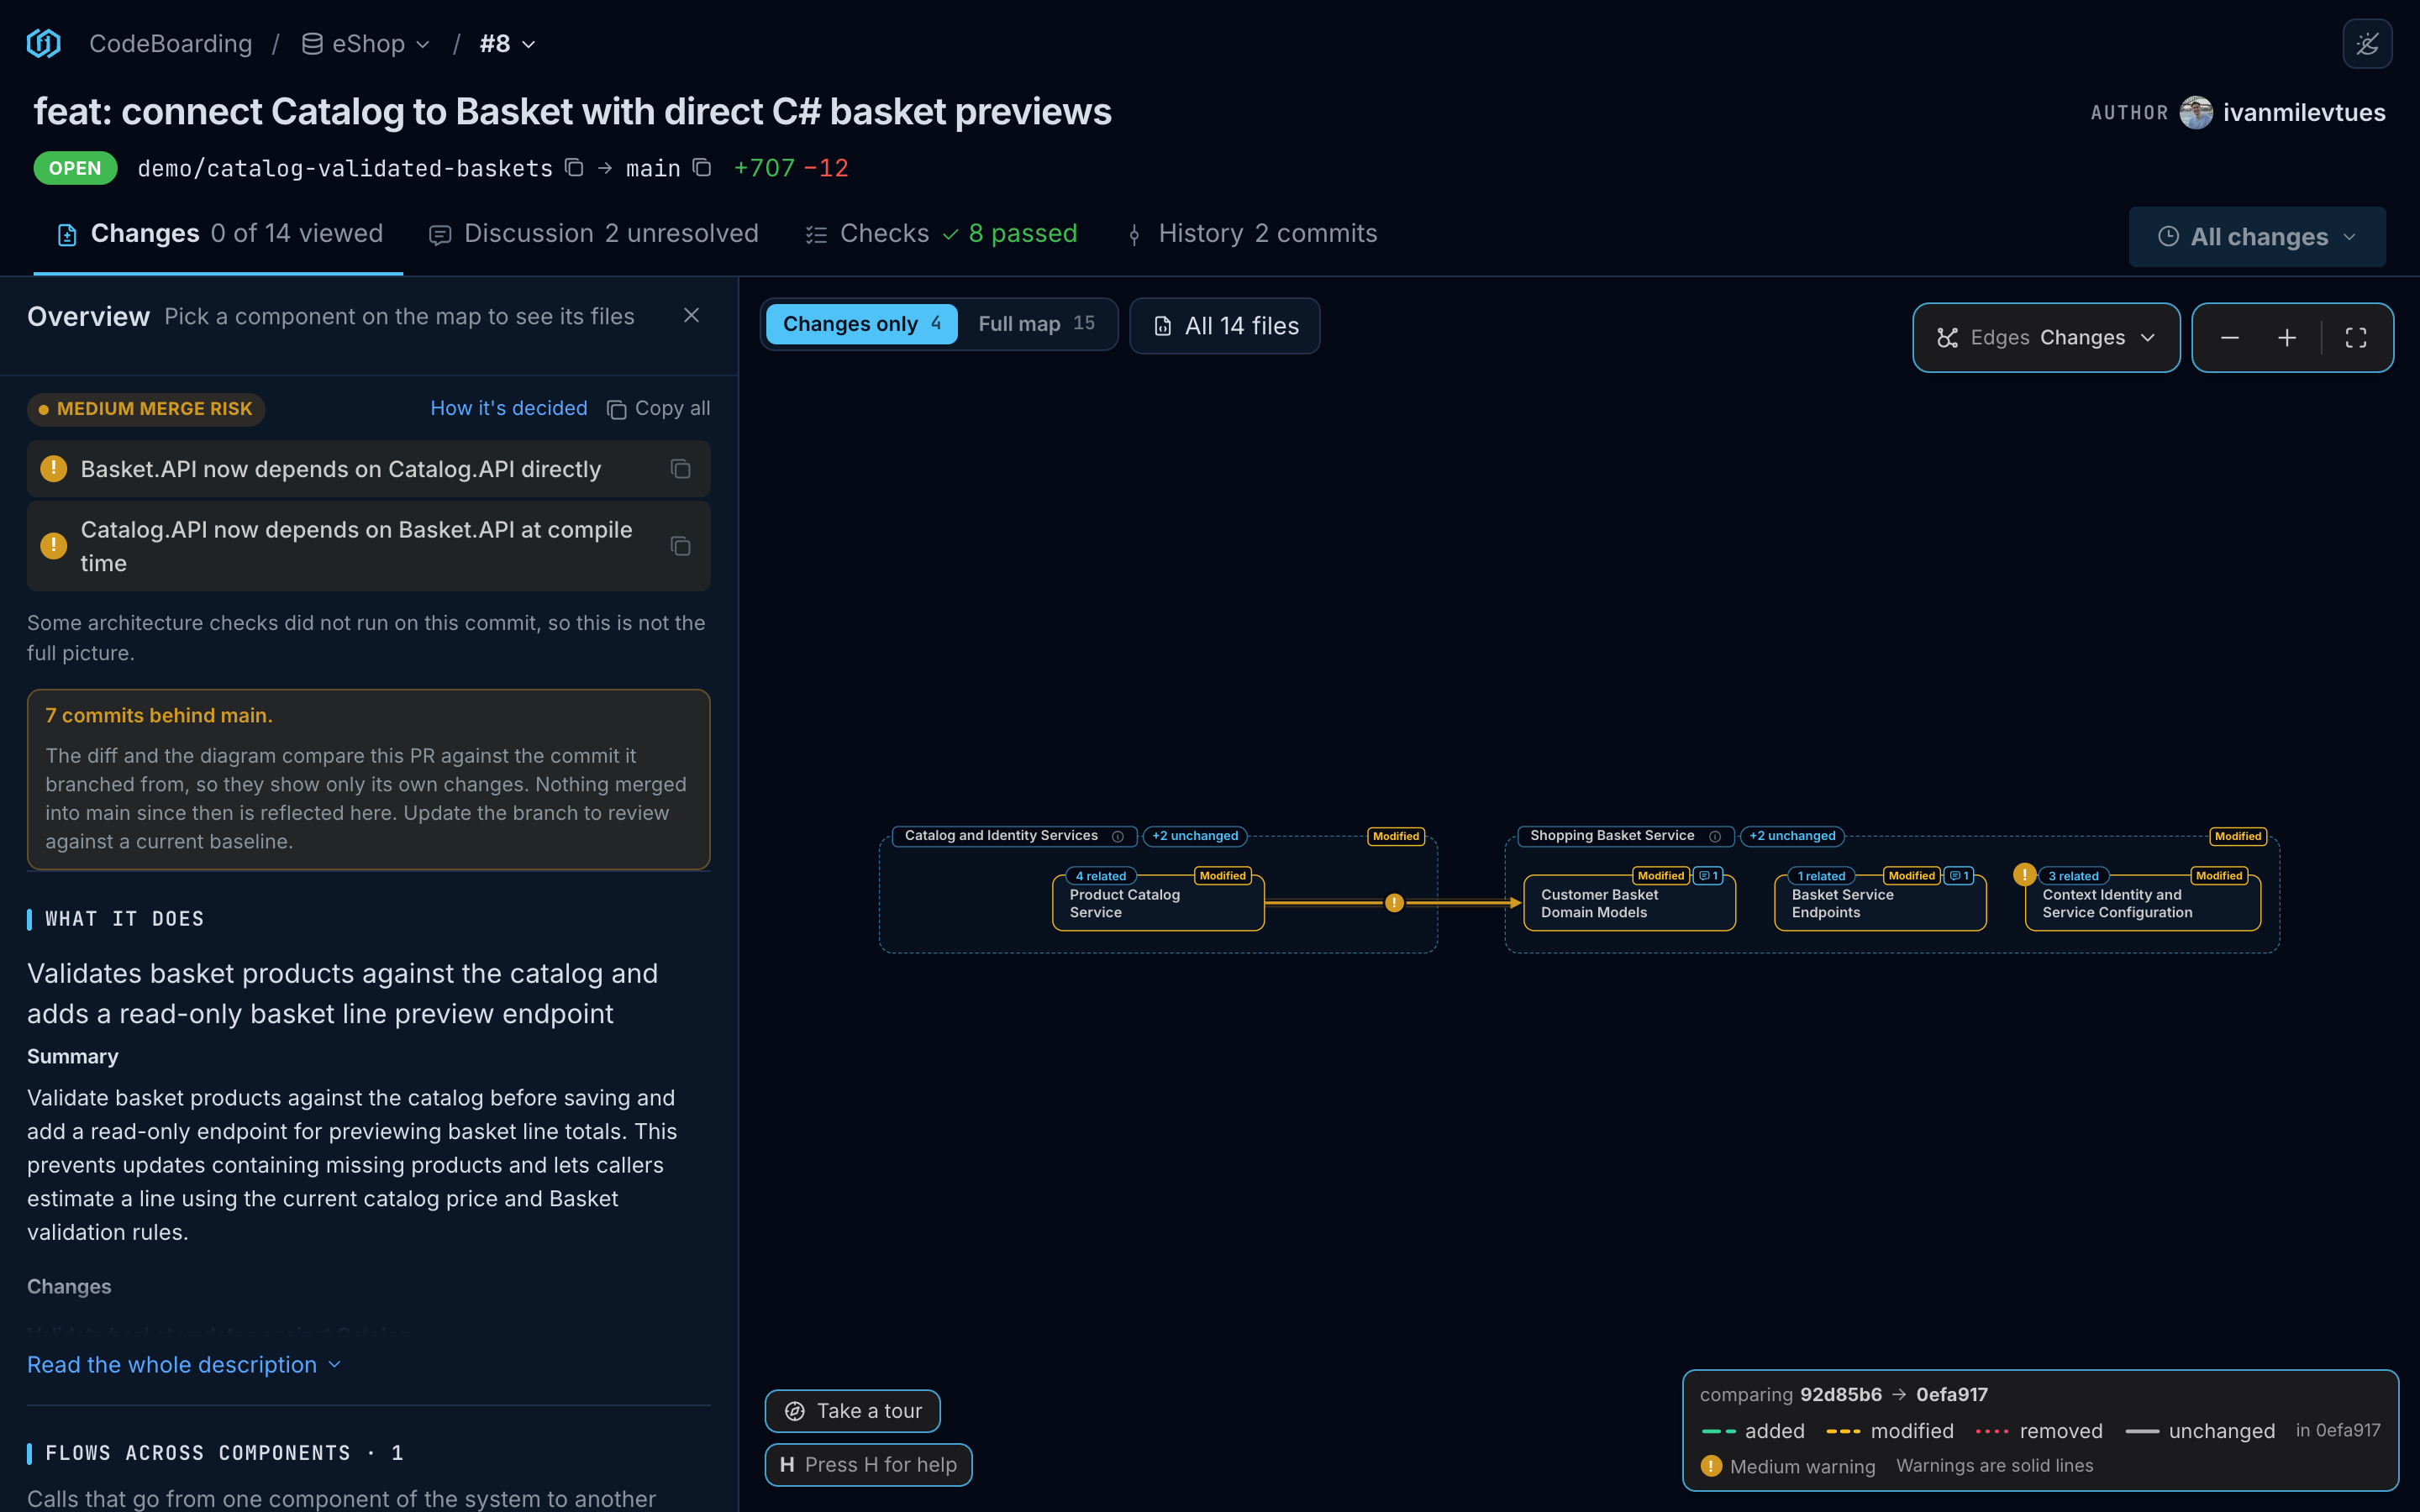 CodeBoarding / eShop / #8
feat: connect Catalog to Basket with direct C# basket previews
AUTHOR ivanmilevtues
OPEN demo/catalog-validated-baskets → main +707 −12
Changes 0 of 14 viewed Discussion 2 unresolved Checks 8 passed History 2 commits All changes
Overview Pick a component on the map to see its files
MEDIUM MERGE RISK How it's decided Copy all
! Basket.API now depends on Catalog.API directly
! Catalog.API now depends on Basket.API at compile
time
Some architecture checks did not run on this commit, so this is not the
full picture.
7 commits behind main.
The diff and the diagram compare this PR against the commit it
branched from, so they show only its own changes. Nothing merged
into main since then is reflected here. Update the branch to review
against a current baseline.
WHAT IT DOES
Validates basket products against the catalog and
adds a read-only basket line preview endpoint
Summary
Validate basket products against the catalog before saving and
add a read-only endpoint for previewing basket line totals. This
prevents updates containing missing products and lets callers
estimate a line using the current catalog price and Basket
validation rules.
Changes
Read the whole description
FLOWS ACROSS COMPONENTS · 1
Calls that go from one component of the system to another
Changes only 4 Full map 15 All 14 files
Edges Changes
Catalog and Identity Services +2 unchanged Modified
4 related Modified
Product Catalog
Service
!
Shopping Basket Service +2 unchanged Modified
Modified 1
Customer Basket
Domain Models
1 related Modified 1
Basket Service
Endpoints
! 3 related Modified
Context Identity and
Service Configuration
Take a tour
H Press H for help
comparing 92d85b6 → 0efa917
added modified removed unchanged in 0efa917
! Medium warning Warnings are solid lines